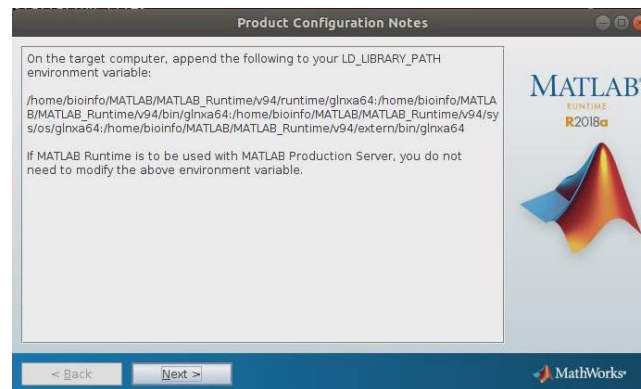 Product Configuration Notes
On the target computer, append the following to your LD_LIBRARY_PATH
environment variable:
/home/bioinfo/MATLAB/MATLAB_Runtime/v94/runtime/glnxa64:/home/bioinfo/MATLA
B/MATLAB_Runtime/v94/bin/glnxa64:/home/bioinfo/MATLAB/MATLAB_Runtime/v94/sy
s/os/glnxa64:/home/bioinfo/MATLAB/MATLAB_Runtime/v94/extern/bin/glnxa64
If MATLAB Runtime is to be used with MATLAB Production Server, you do not
need to modify the above environment variable.
MATLAB®
RUNTIME
R2018a
< Back
Next >
MathWorks®